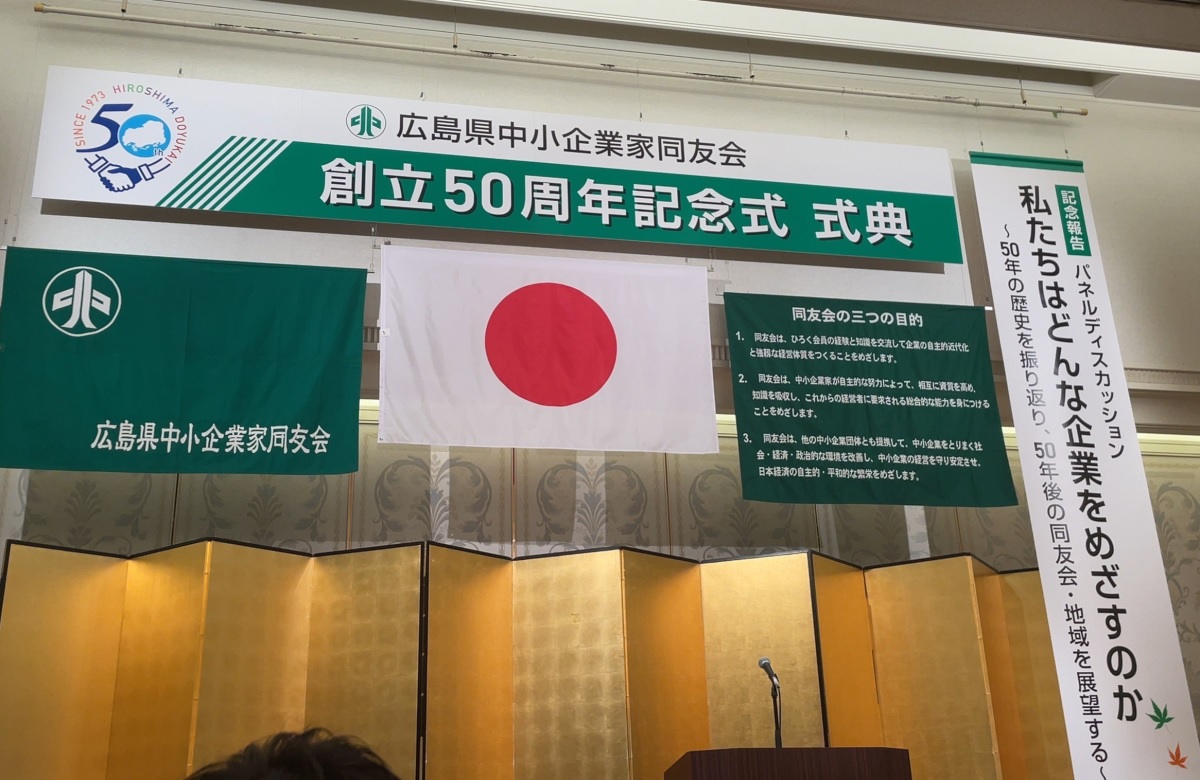 SINCE 1973 HIROSHIMA DOYUKAI
50th
広島県中小企業家同友会
創立50周年記念式 式典
広島県中小企業家同友会
同友会の三つの目的
1. 同友会は、ひろく会員の経験と知識を交流して企業の自主的近代化
と強靱な経営体質をつくることをめざします。
2. 同友会は、中小企業家が自主的な努力によって、相互に資質を高め、
知識を吸収し、これからの経営者に要求される総合的な能力を身につける
ことをめざします。
3. 同友会は、他の中小企業団体とも提携して、中小企業をとりまく社
会・経済・政治的な環境を改善し、中小企業の経営を守り安定させ、
日本経済の自主的・平和的な繁栄をめざします。
記念報告 パネルディスカッション
私たちはどんな企業をめざすのか
~50年の歴史を振り返り、50年後の同友会・地域を展望する~